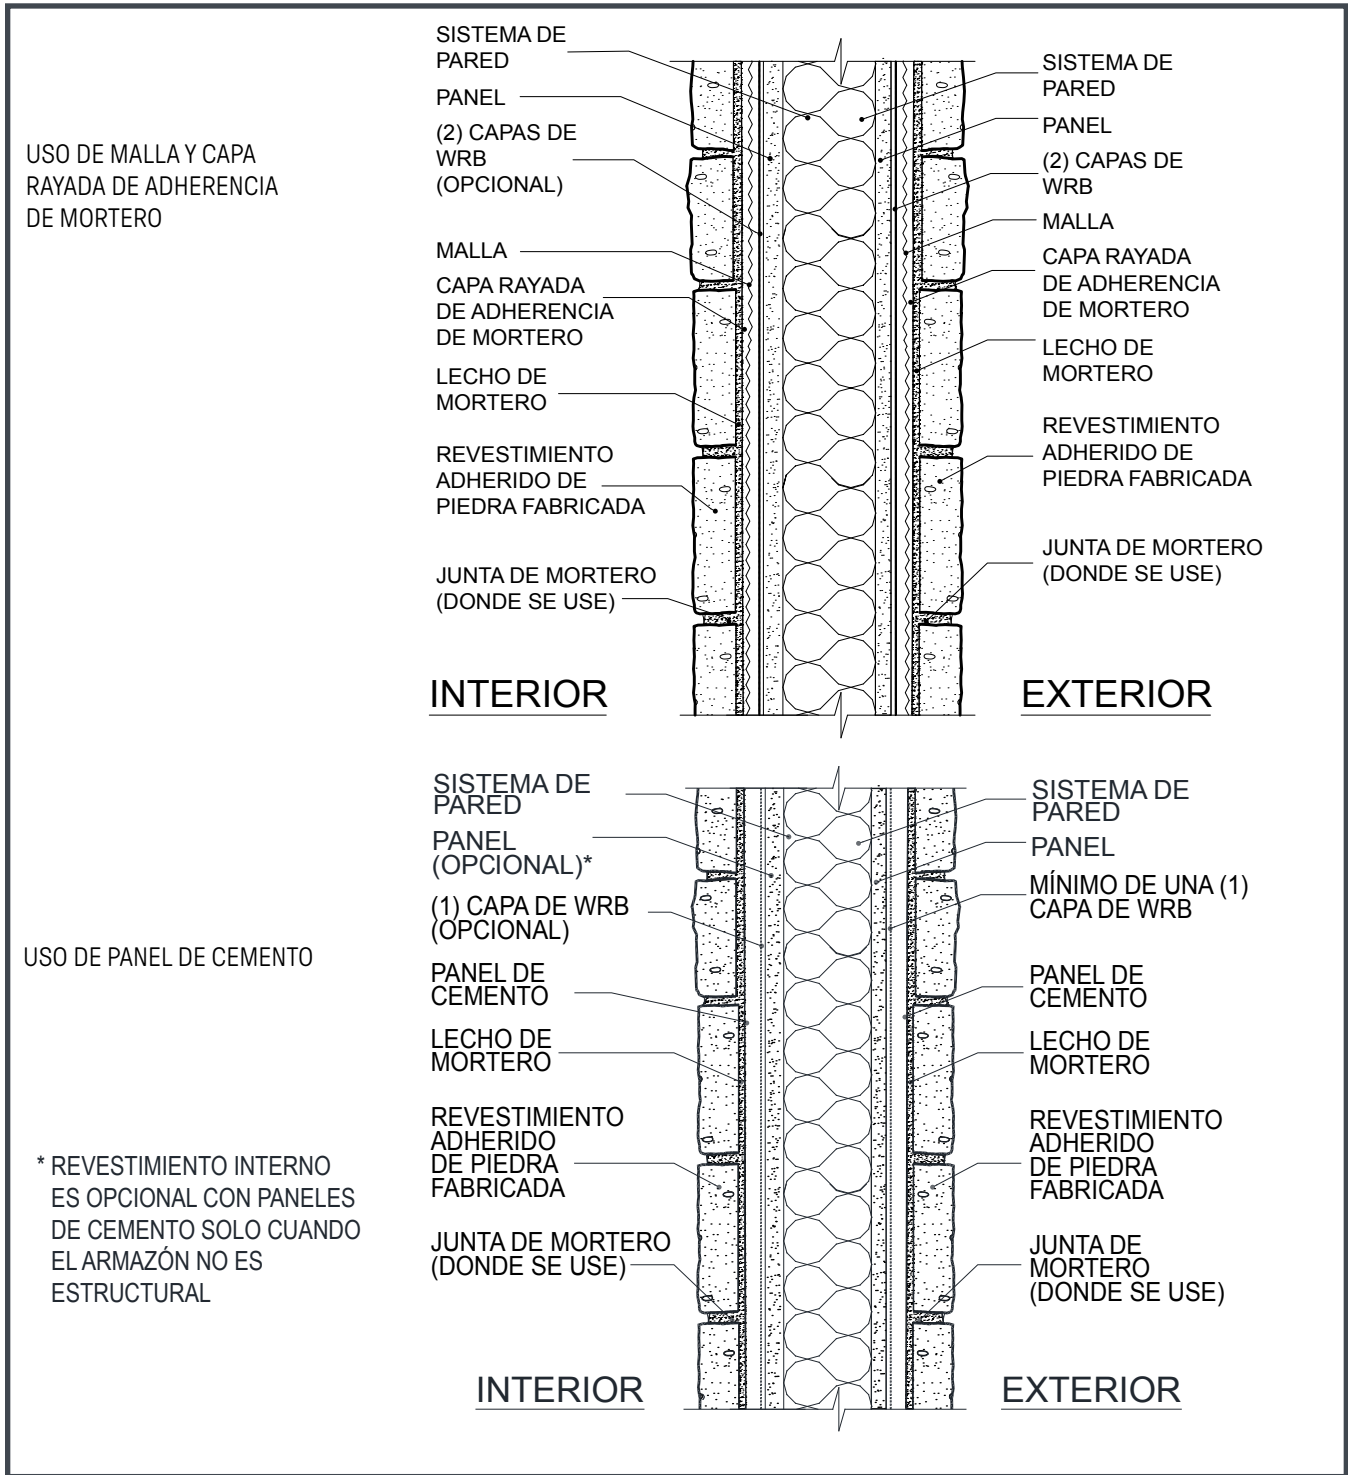 USO DE MALLA Y CAPA
RAYADA DE ADHERENCIA
DE MORTERO
SISTEMA DE
PARED
PANEL
(2) CAPAS DE
WRB
(OPCIONAL)
MALLA
CAPA RAYADA
DE ADHERENCIA
DE MORTERO
LECHO DE
MORTERO
REVESTIMIENTO
ADHERIDO DE
PIEDRA FABRICADA
JUNTA DE MORTERO
(DONDE SE USE)
INTERIOR
SISTEMA DE
PARED
PANEL
(2) CAPAS DE
WRB
MALLA
CAPA RAYADA
DE ADHERENCIA
DE MORTERO
LECHO DE
MORTERO
REVESTIMIENTO
ADHERIDO DE
PIEDRA FABRICADA
JUNTA DE MORTERO
(DONDE SE USE)
EXTERIOR
USO DE PANEL DE CEMENTO
* REVESTIMIENTO INTERNO
ES OPCIONAL CON PANELES
DE CEMENTO SOLO CUANDO
EL ARMAZÓN NO ES
ESTRUCTURAL
SISTEMA DE
PARED
PANEL
(OPCIONAL)*
(1) CAPA DE WRB
(OPCIONAL)
PANEL DE
CEMENTO
LECHO DE
MORTERO
REVESTIMIENTO
ADHERIDO
DE PIEDRA
FABRICADA
JUNTA DE MORTERO
(DONDE SE USE)
INTERIOR
SISTEMA DE
PARED
PANEL
MÍNIMO DE UNA (1)
CAPA DE WRB
PANEL DE
CEMENTO
LECHO DE
MORTERO
REVESTIMIENTO
ADHERIDO
DE PIEDRA
FABRICADA
JUNTA DE
MORTERO
(DONDE SE USE)
EXTERIOR